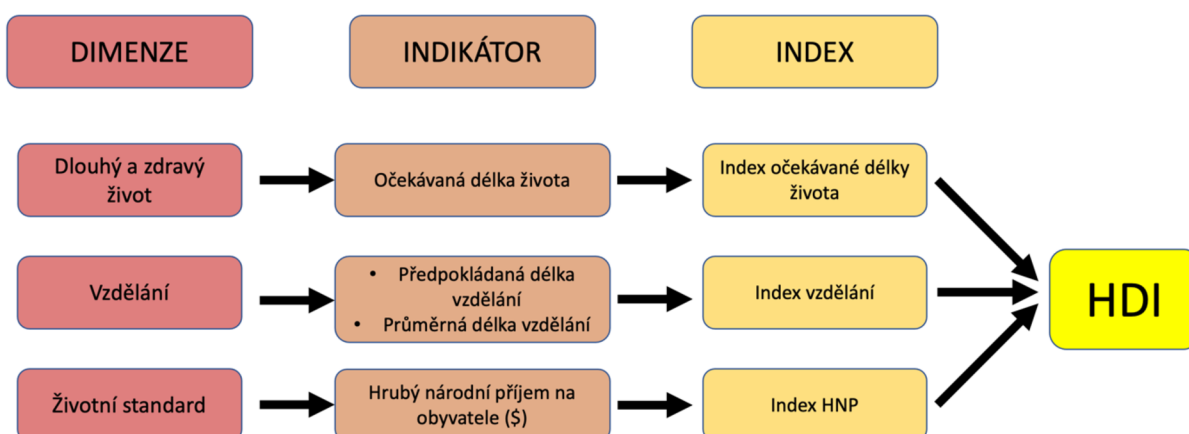 DIMENZE
INDIKÁTOR
INDEX
Dlouhý a zdravý
život
Očekávaná délka života
Index očekávané délky
života
Vzdělání
• Předpokládaná délka
vzdělání
• Průměrná délka vzdělání
Index vzdělání
HDI
Životní standard
Hrubý národní příjem na
obyvatele ($)
Index HNP